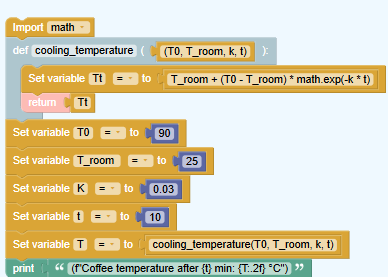 Import math
def cooling_temperature ( (T0, T_room, k, t) ):
Set variable Tt = to T_room + (T0 - T_room) * math.exp(-k * t)
return Tt
Set variable T0 = to 90
Set variable T_room = to 25
Set variable K = to 0.03
Set variable t = to 10
Set variable T = to cooling_temperature(T0, T_room, k, t)
print “ (f"Coffee temperature after {t} min: {T:.2f} °C") ”